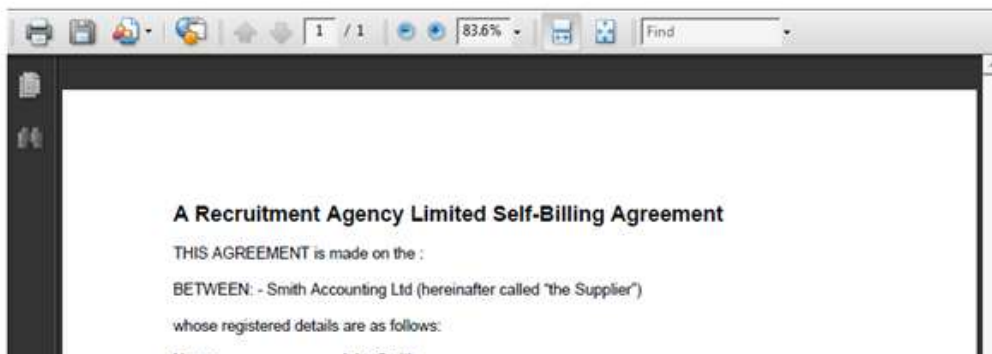 1 / 1 83.6% Find
A Recruitment Agency Limited Self-Billing Agreement
THIS AGREEMENT is made on the :
BETWEEN: - Smith Accounting Ltd (hereinafter called "the Supplier")
whose registered details are as follows: